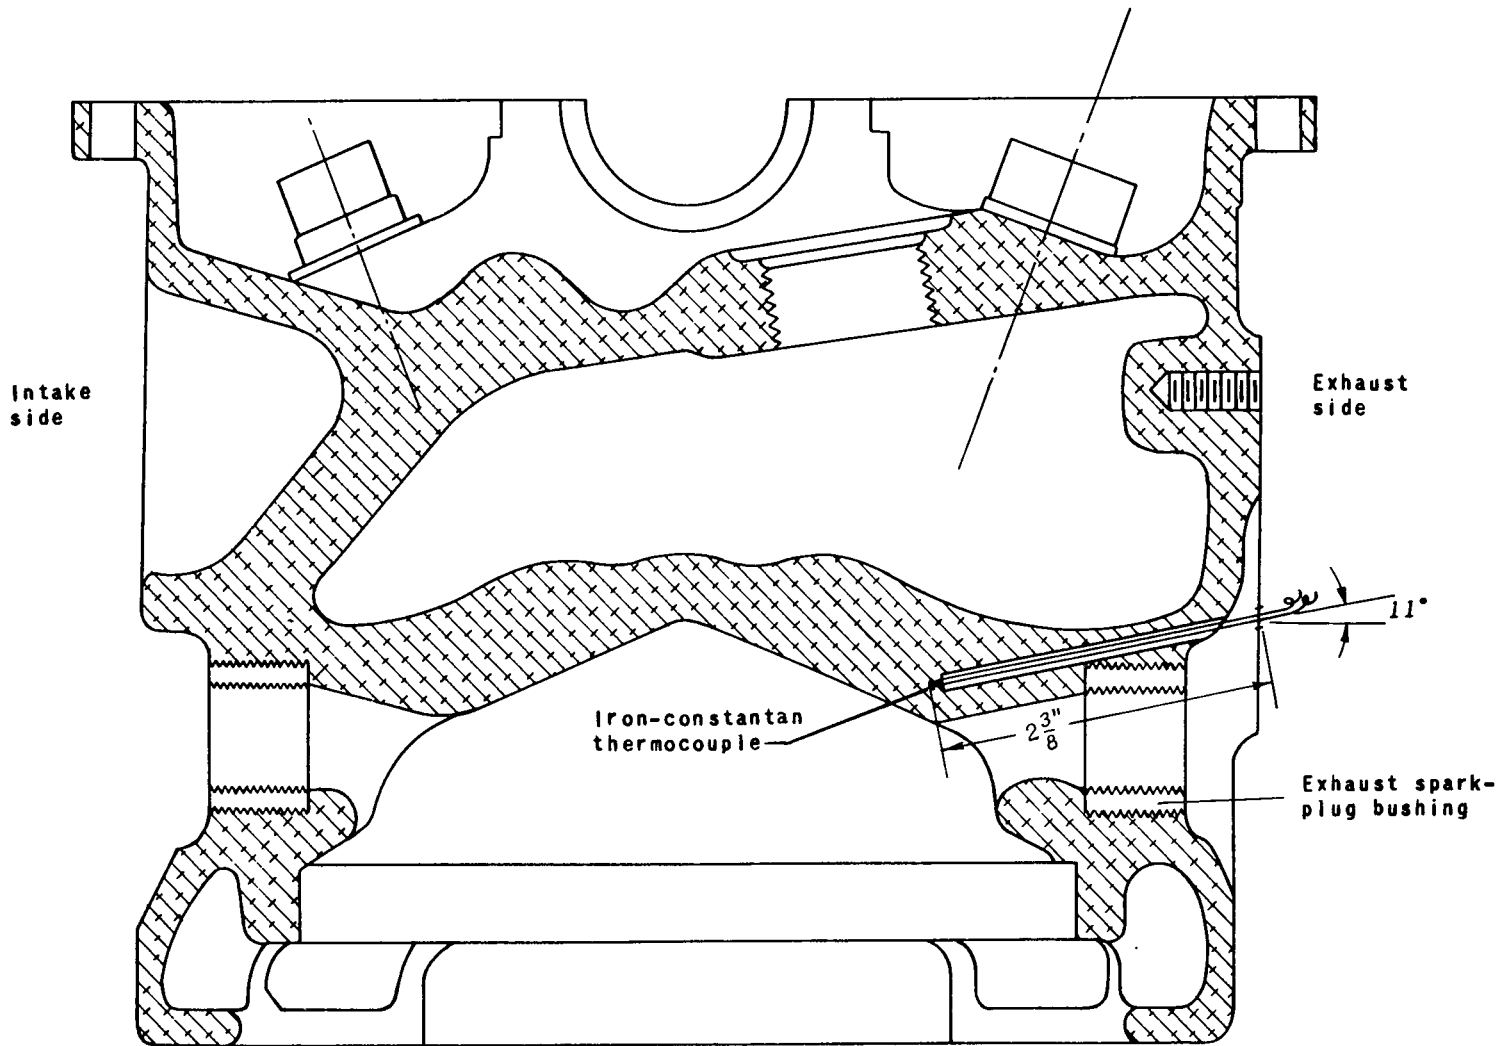 Intake
side
Exhaust
side
11°
Iron-constantan
thermocouple
2 3/8"
Exhaust spark-
plug bushing